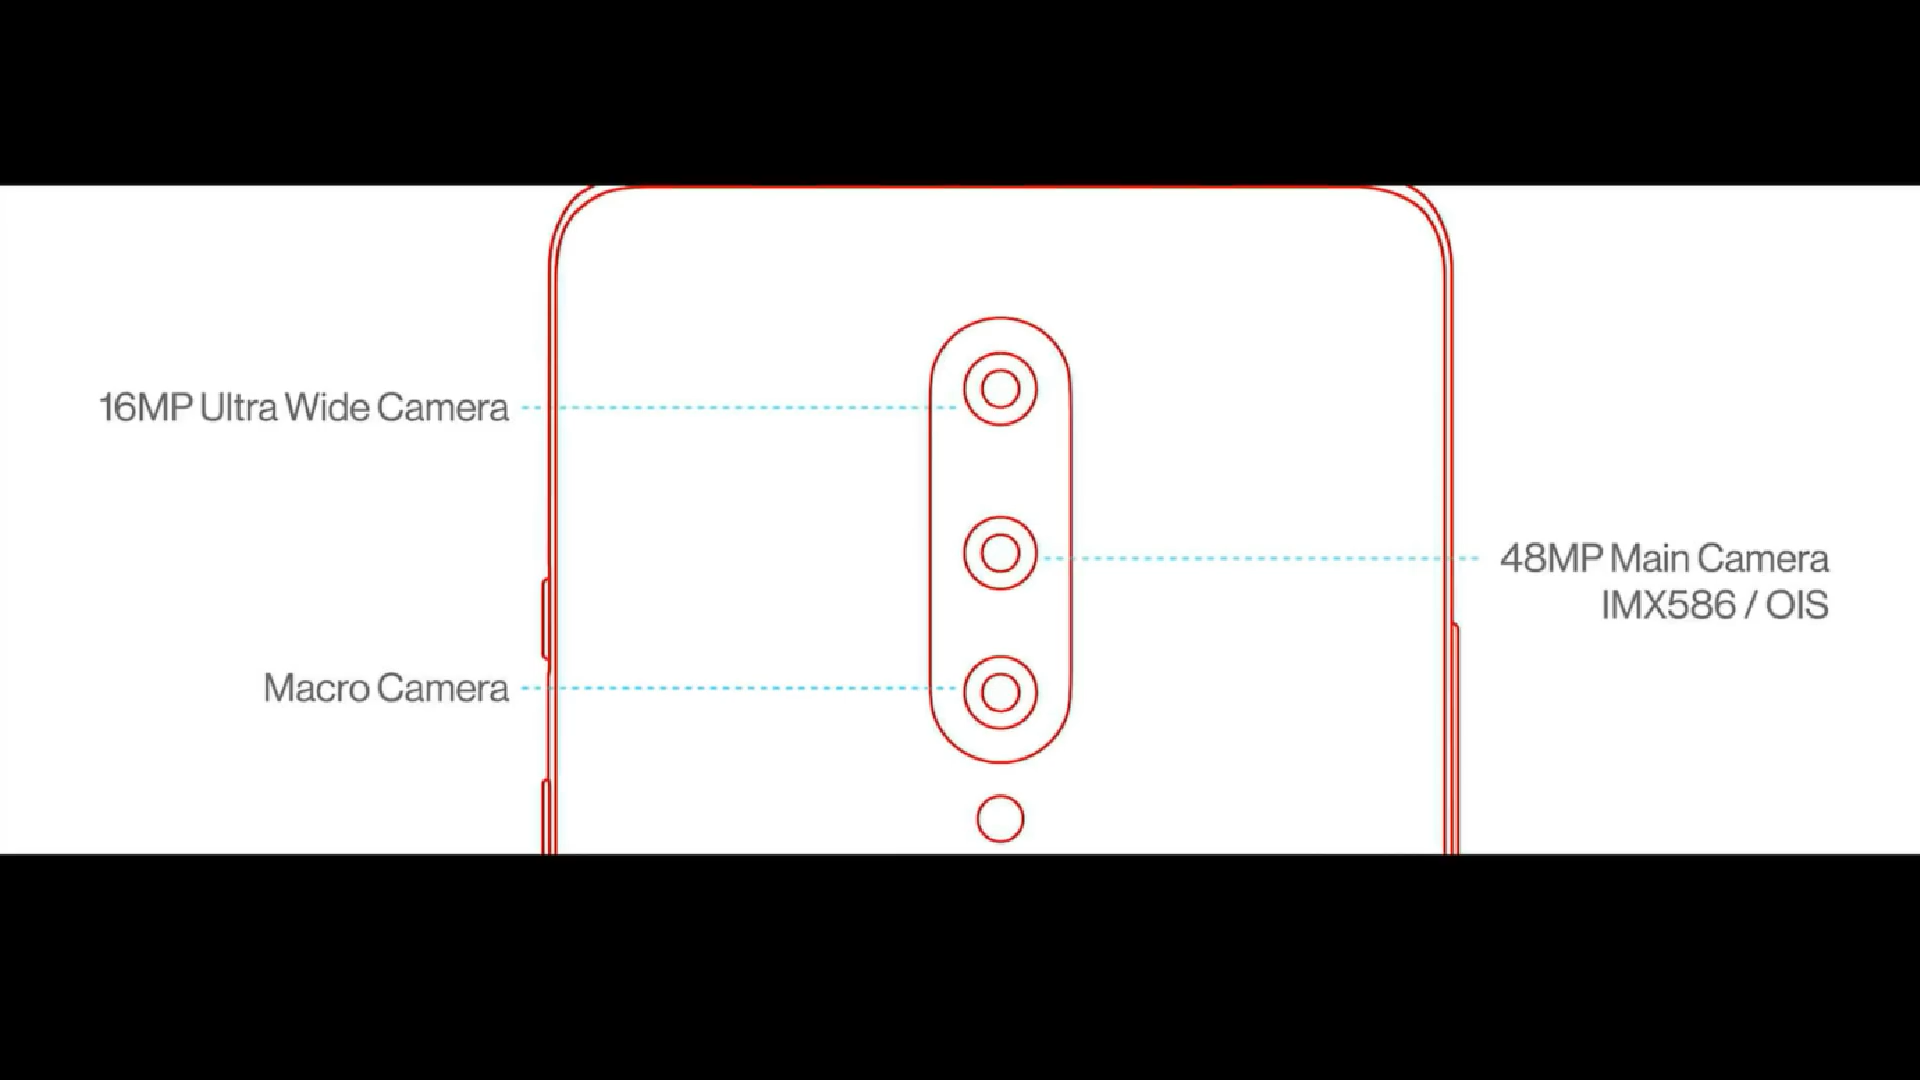 16MP Ultra Wide Camera
48MP Main Camera
IMX586 / OIS
Macro Camera